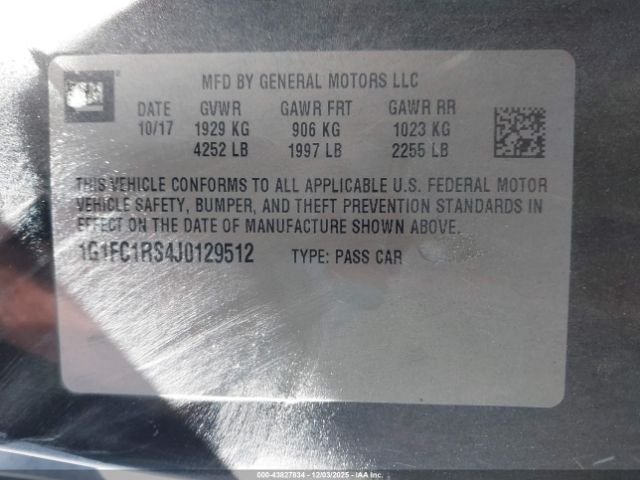 MFD BY GENERAL MOTORS LLC
DATE GVWR GAWR FRT GAWR RR
10/17 1929 KG 906 KG 1023 KG
4252 LB 1997 LB 2255 LB
THIS VEHICLE CONFORMS TO ALL APPLICABLE U.S. FEDERAL MOTOR
VEHICLE SAFETY, BUMPER, AND THEFT PREVENTION STANDARDS IN
EFFECT ON THE DATE OF MANUFACTURE SHOWN ABOVE.
1G1FC1RS4J0129512 TYPE: PASS CAR
000-43827834 - 12/03/2025 - IAA Inc.